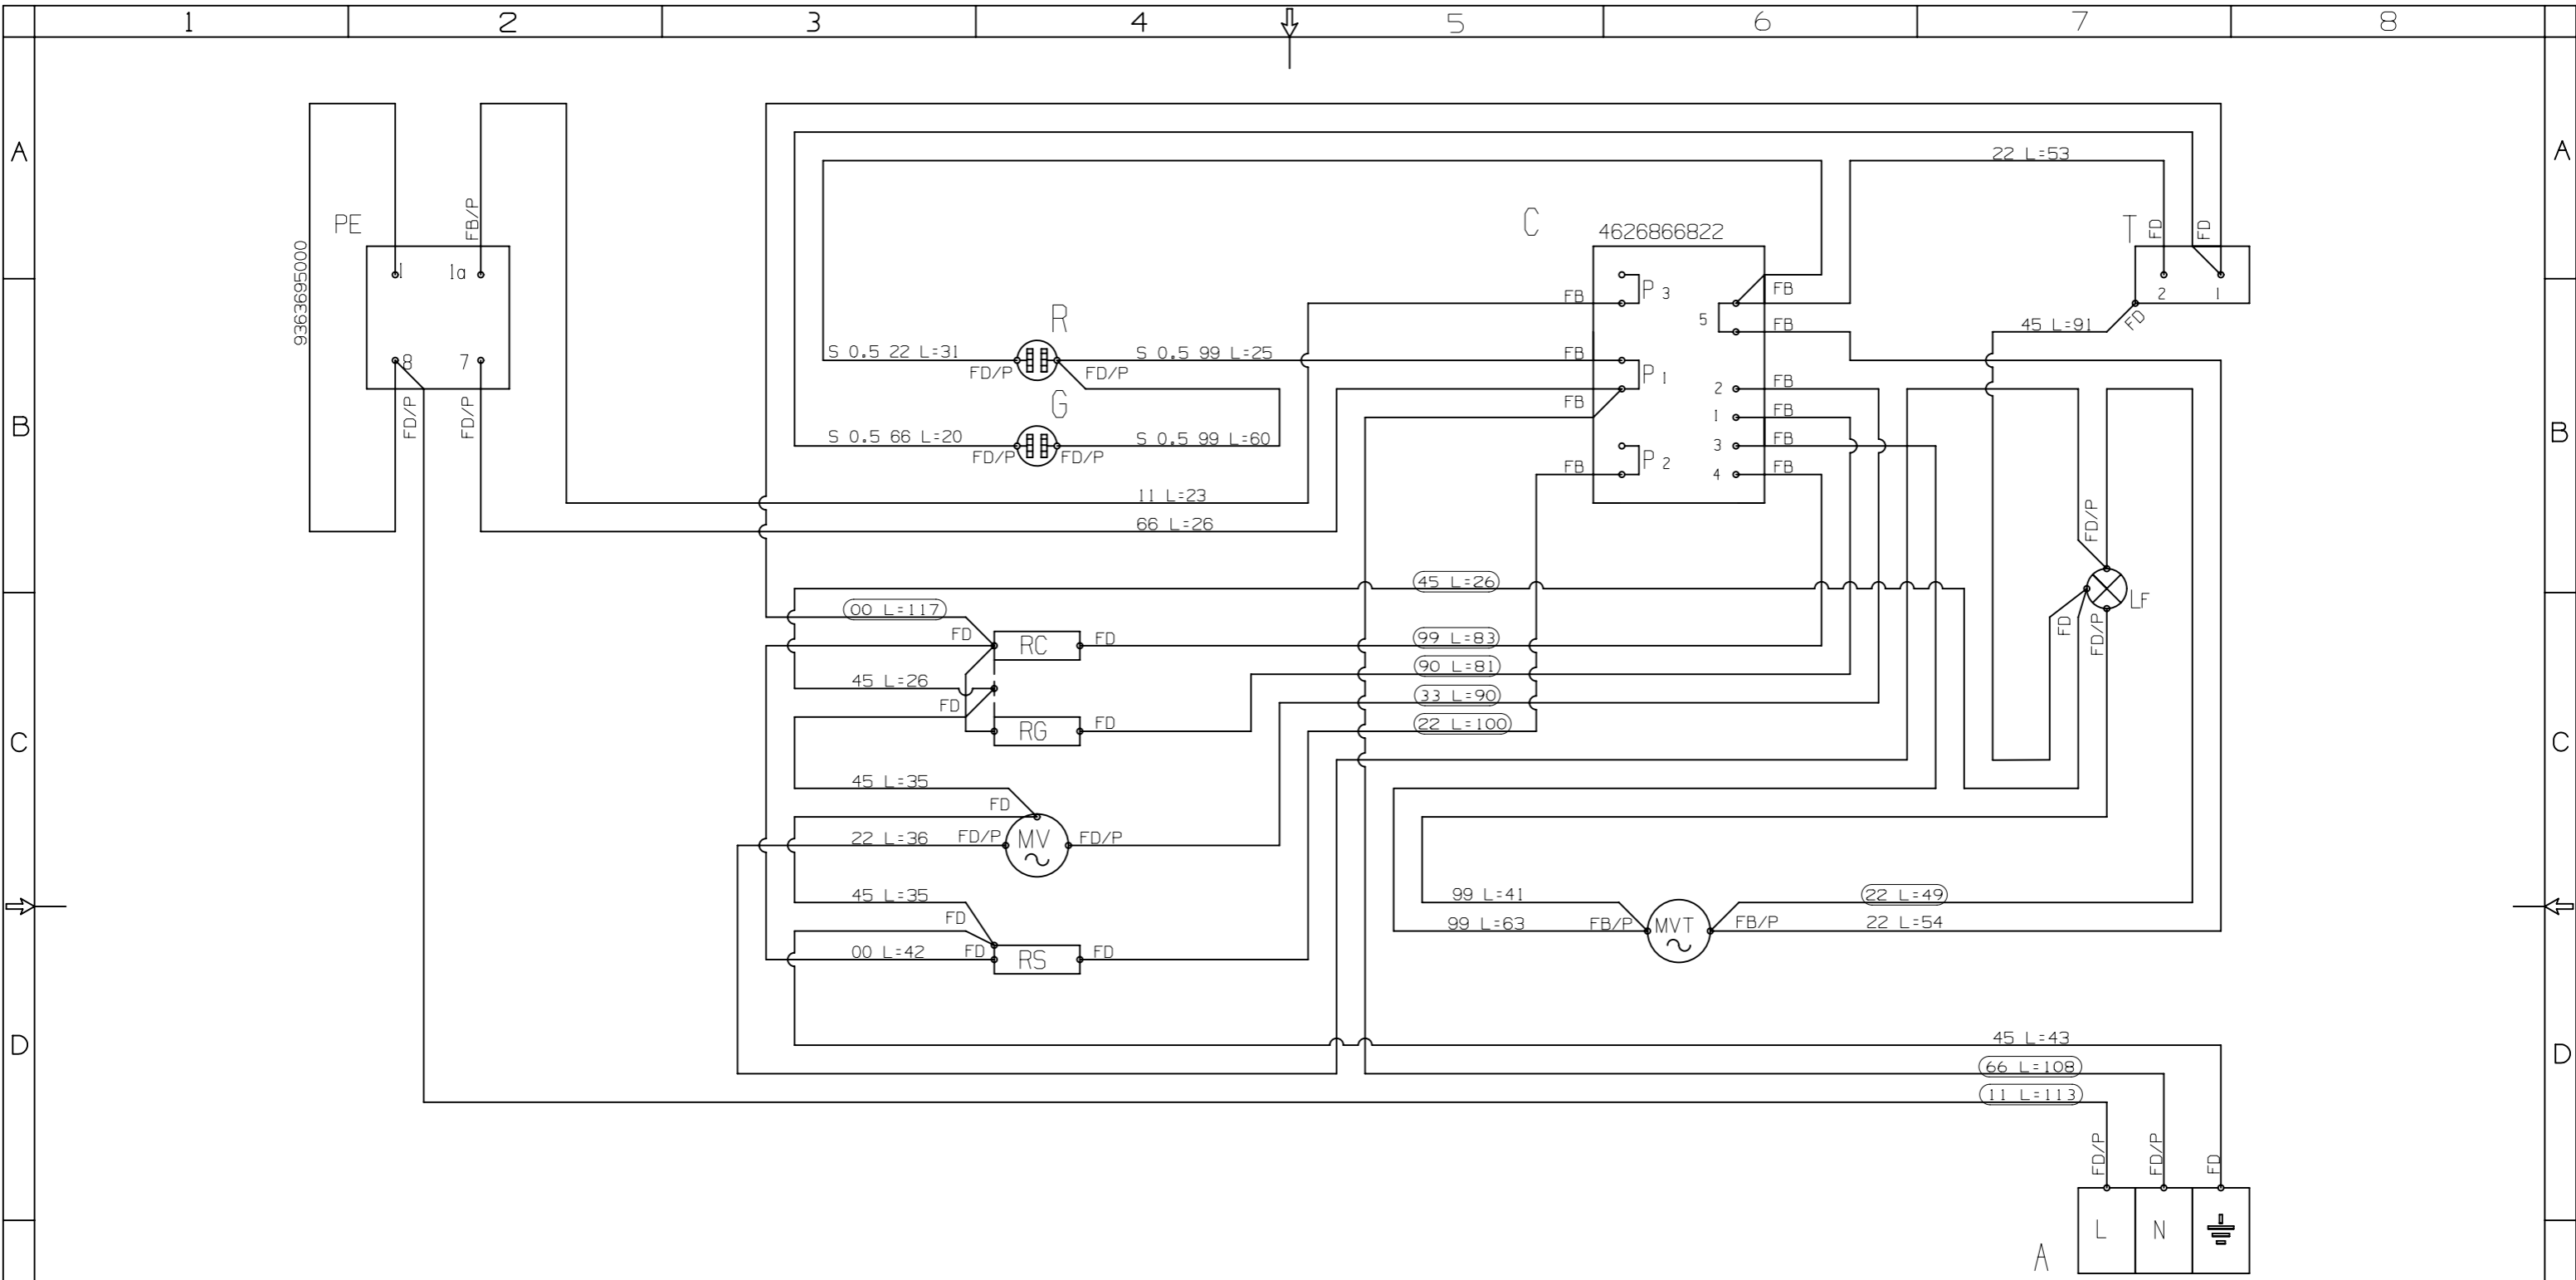 1 2 3 4 5 6 7 8
A A
22 L=53
FB/P
PE
C
4626866822
T
FD
FD
9363695000
1 1a
P 3
FB
FB
2 1
R
5
FB
45 L=91
FD
8 7
S 0.5 22 L=31
S 0.5 99 L=25
FB
FD/P
FD/P
P 1
2 FB
FD/P
FD/P
G
FB
1 FB
B B
S 0.5 66 L=20
S 0.5 99 L=60
3 FB
FD/P
FD/P
FB
P 2
4 FB
11 L=23
66 L=26
FD/P
45 L=26
00 L=117
LF
FD
RC
FD
99 L=83
FD
FD/P
90 L=81
45 L=26
33 L=90
FD
RG
FD
22 L=100
C C
45 L=35
FD
22 L=36
FD/P
MV
FD/P
45 L=35
99 L=41
22 L=49
FD
99 L=63
FB/P
MVT
FB/P
22 L=54
00 L=42
FD
RS
FD
45 L=43
D D
66 L=108
11 L=113
FD/P
FD/P
FD
L N
A